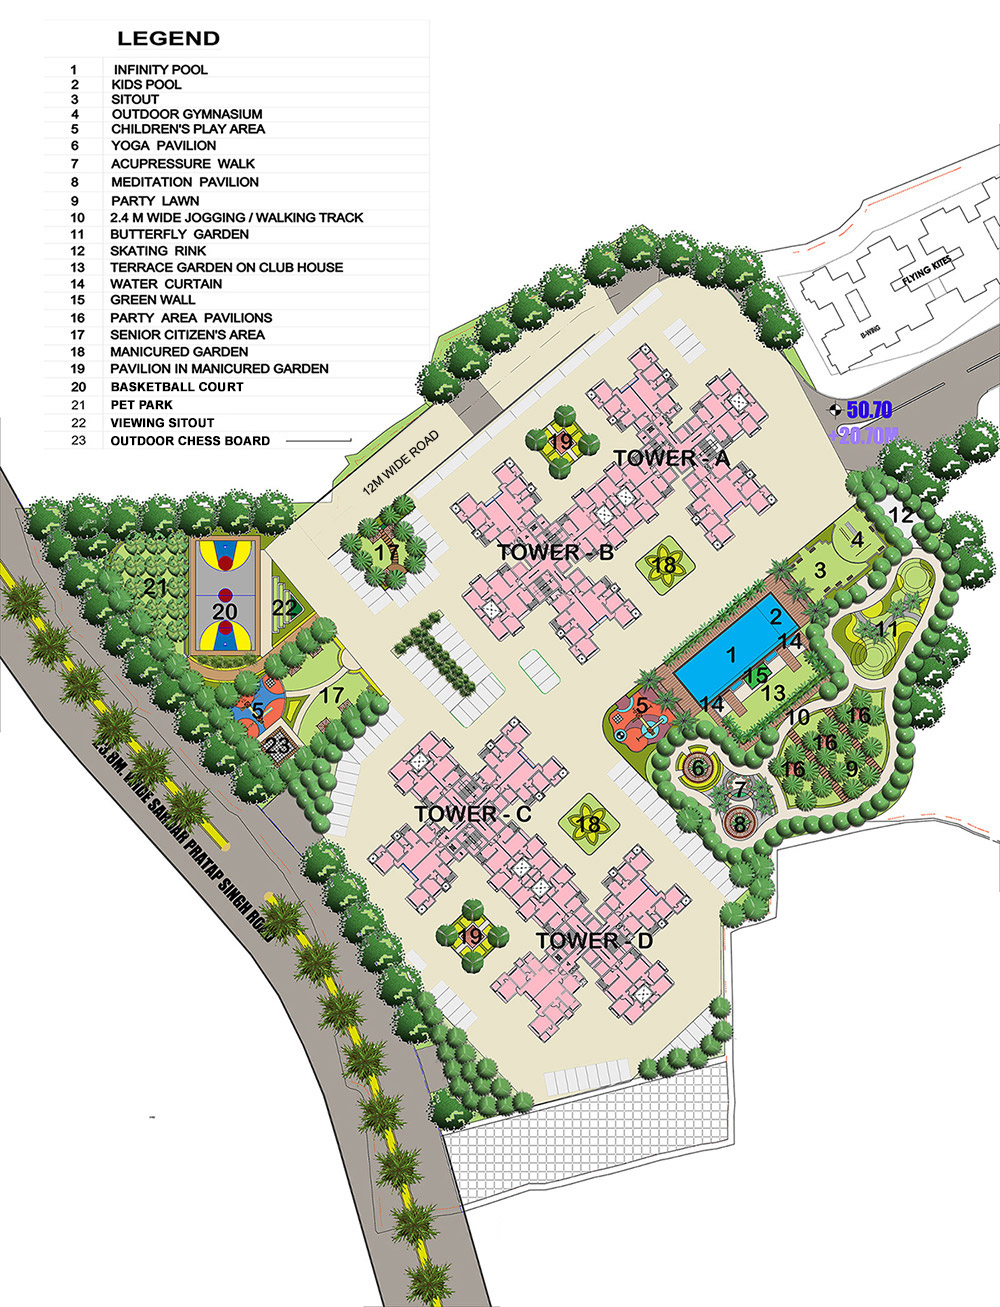 LEGEND
1 INFINITY POOL
2 KIDS POOL
3 SITOUT
4 OUTDOOR GYMNASIUM
5 CHILDREN'S PLAY AREA
6 YOGA PAVILION
7 ACUPRESSURE WALK
8 MEDITATION PAVILION
9 PARTY LAWN
10 2.4 M WIDE JOGGING / WALKING TRACK
11 BUTTERFLY GARDEN
12 SKATING RINK
13 TERRACE GARDEN ON CLUB HOUSE
14 WATER CURTAIN
15 GREEN WALL
16 PARTY AREA PAVILIONS
17 SENIOR CITIZEN'S AREA
18 MANICURED GARDEN
19 PAVILION IN MANICURED GARDEN
20 BASKETBALL COURT
21 PET PARK
22 VIEWING SITOUT
23 OUTDOOR CHESS BOARD
FLYING KITES
B-WING
50.70
+20.70M
12M WIDE ROAD
19
TOWER - A
12
17
TOWER - B
18
4
3
21
20
22
2
11
14
1
15
13
17
5
5
14
10
16
23
16
6
16
9
7
TOWER - C
18
8
19
TOWER - D
WIDE SARDAR PRATAP SINGH ROAD